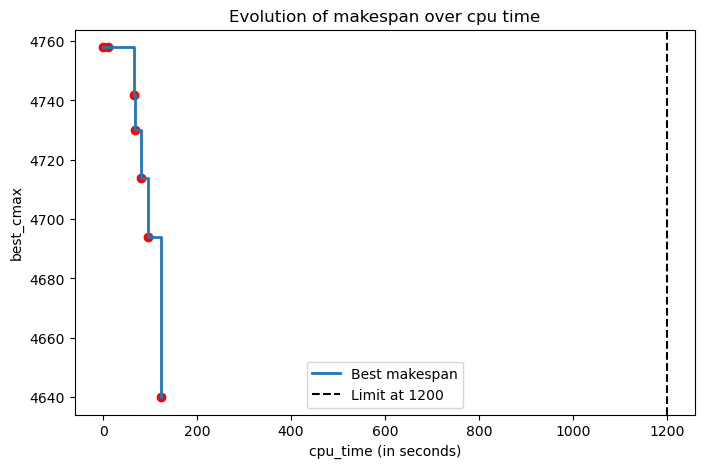 Evolution of makespan over cpu time
best_cmax
4760
4740
4720
4700
4680
4660
4640
Best makespan
Limit at 1200
0
200
400
600
800
1000
1200
cpu_time (in seconds)